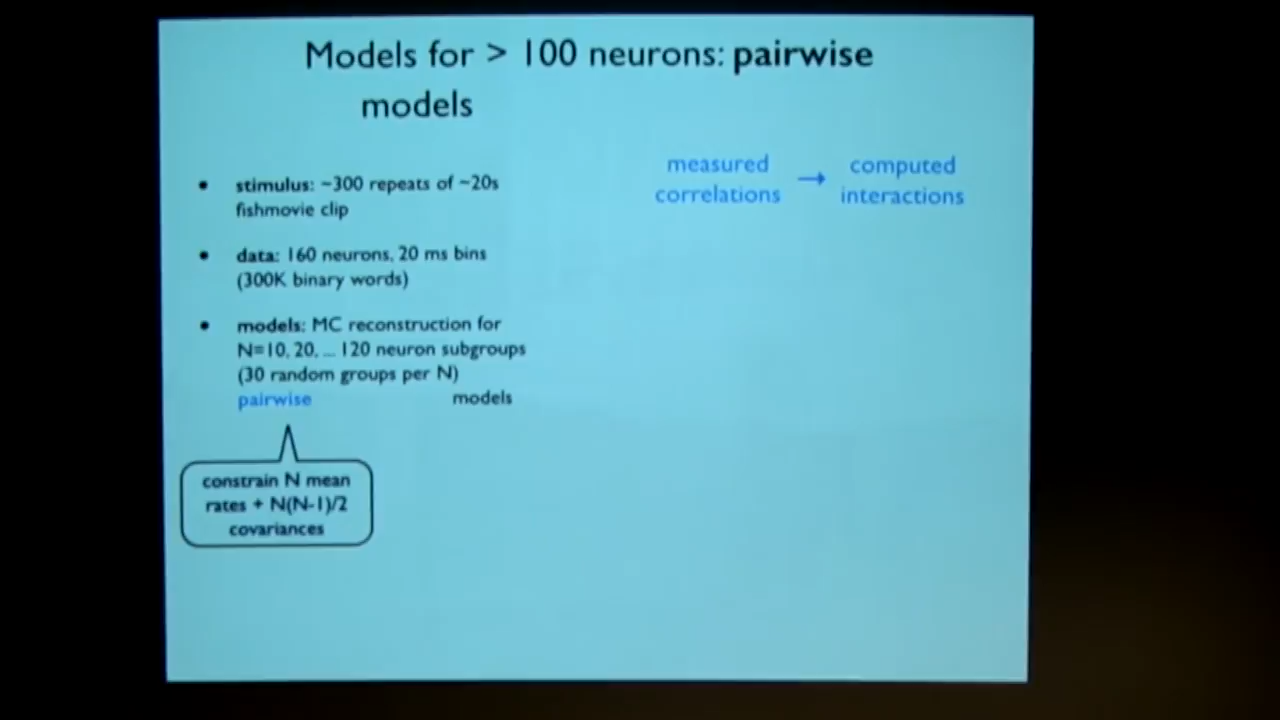 Models for > 100 neurons: pairwise
models
measured
correlations
→
computed
interactions
• stimulus: ~300 repeats of ~20s
fishmovie clip
• data: 160 neurons, 20 ms bins
(300K binary words)
• models: MC reconstruction for
N=10, 20, ... 120 neuron subgroups
(30 random groups per N)
pairwise models
constrain N mean
rates + N(N-1)/2
covariances